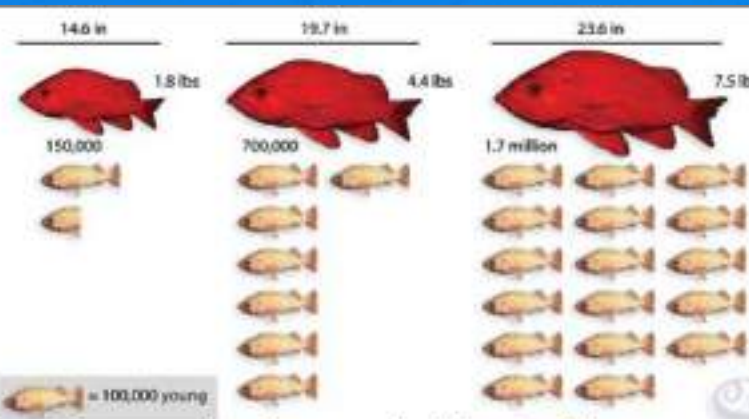 14.6 in
19.7 in
23.6 in
1.8 lbs
4.4 lbs
7.5 lb
150,000
700,000
1.7 million
= 100,000 young